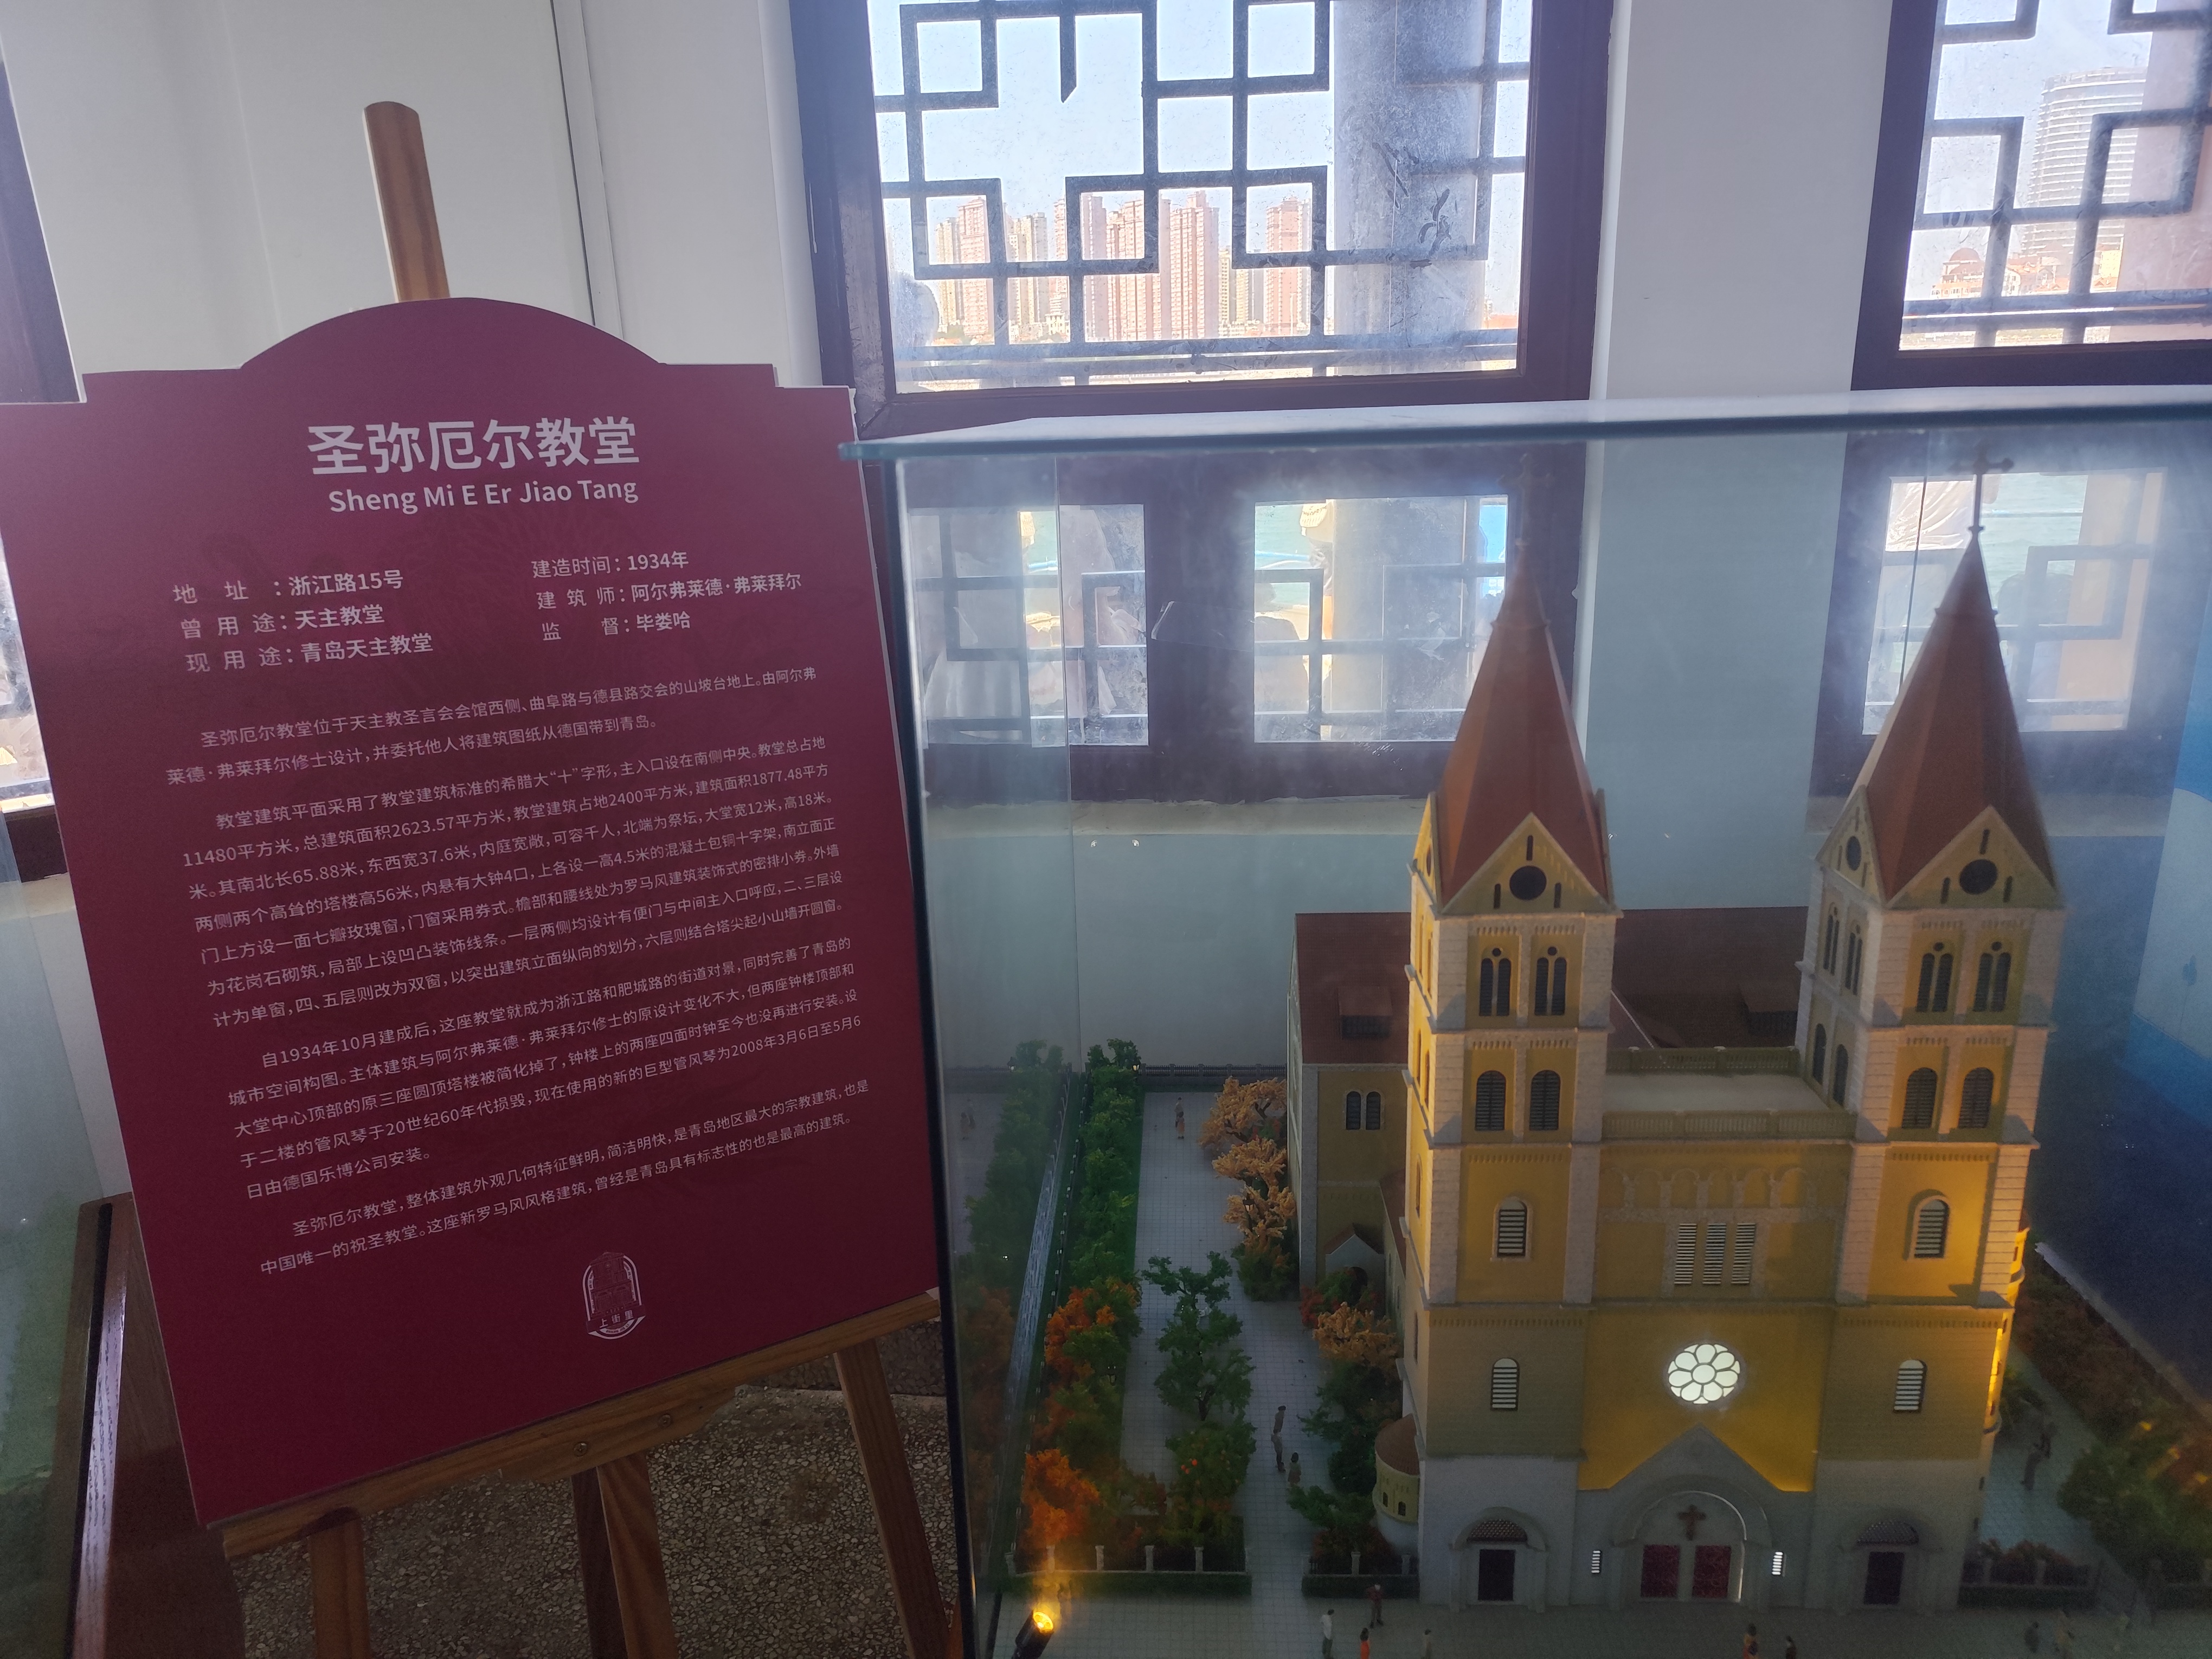 圣弥厄尔教堂
Sheng Mi E Er Jiao Tang
地 址 ：浙江路15号
曾 用 途：天主教堂
现 用 途：青岛天主教堂
建造时间：1934年
建 筑 师：阿尔弗莱德·弗莱拜尔
监 督：毕娄哈
圣弥厄尔教堂位于天主教圣言会会馆西侧、曲阜路与德县路交会的山坡台地上。由阿尔弗
莱德·弗莱拜尔修士设计，并委托他人将建筑图纸从德国带到青岛。
教堂建筑平面采用了教堂建筑标准的希腊大“十”字形，主入口设在南侧中央。教堂总占地
11480平方米，总建筑面积2623.57平方米，教堂建筑占地2400平方米，建筑面积1877.48平方
米。其南北长65.88米，东西宽37.6米，内庭宽敞，可容千人，北端为祭坛，大堂宽12米，高18米。
两侧两个高耸的塔楼高56米，内悬有大钟4口，上各设一高4.5米的混凝土包铜十字架，南立面正
门上方设一面七瓣玫瑰窗，门窗采用券式。檐部和腰线处为罗马风建筑装饰式的密排小券。外墙
为花岗石砌筑，局部上设凹凸装饰线条。一层两侧均设计有便门与中间主入口呼应，二、三层设
计为单窗，四、五层则改为双窗，以突出建筑立面纵向的划分，六层则结合塔尖起小山墙开圆窗。
自1934年10月建成后，这座教堂就成为浙江路和肥城路的街道对景，同时完善了青岛的
城市空间构图。主体建筑与阿尔弗莱德·弗莱拜尔修士的原设计变化不大，但两座钟楼顶部和
大堂中心顶部的原三座圆顶塔楼被简化掉了，钟楼上的两座四面时钟至今也没再进行安装。设
于二楼的管风琴于20世纪60年代损毁，现在使用的新的巨型管风琴为2008年3月6日至5月6
日由德国乐博公司安装。
圣弥厄尔教堂，整体建筑外观几何特征鲜明，简洁明快，是青岛地区最大的宗教建筑，也是
中国唯一的祝圣教堂。这座新罗马风风格建筑，曾经是青岛具有标志性的也是最高的建筑。
上街里